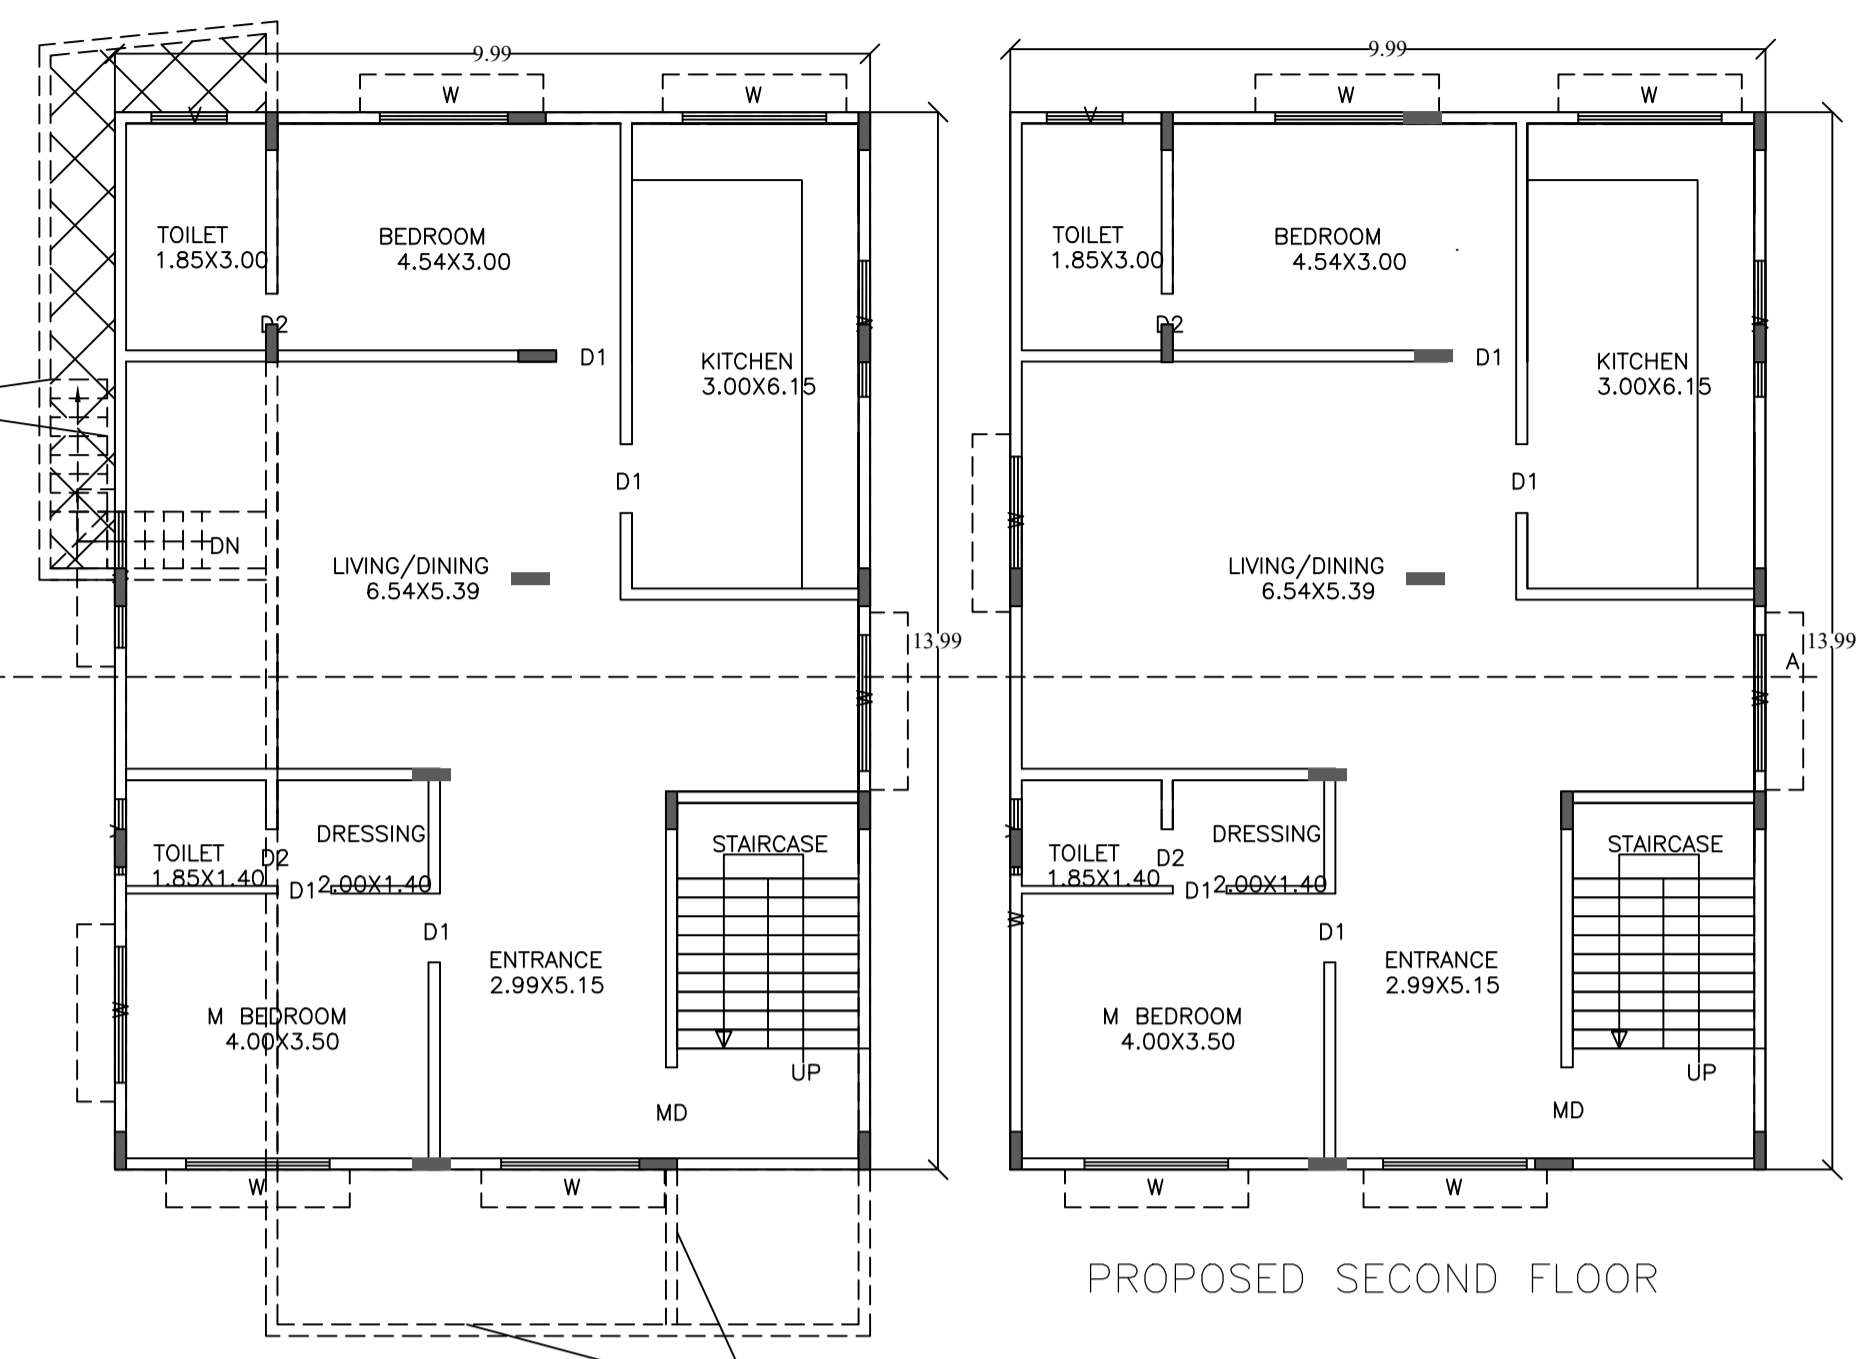 9.99
W
W
V
TOILET
1.85X3.00
BEDROOM
4.54X3.00
D2
W
D1
KITCHEN
3.00X6.15
D1
DN
LIVING/DINING
6.54X5.39
13.99
W
V
TOILET
1.85X1.40
D2
DRESSING
2.00X1.40
D1
STAIRCASE
D1
ENTRANCE
2.99X5.15
W
M BEDROOM
4.00X3.50
UP
MD
W
W
9.99
W
W
V
TOILET
1.85X3.00
BEDROOM
4.54X3.00
D2
W
D1
KITCHEN
3.00X6.15
D1
W
LIVING/DINING
6.54X5.39
13.99
A
W
TOILET
1.85X1.40
D2
DRESSING
2.00X1.40
D1
STAIRCASE
W
D1
ENTRANCE
2.99X5.15
M BEDROOM
4.00X3.50
UP
MD
W
W
PROPOSED SECOND FLOOR